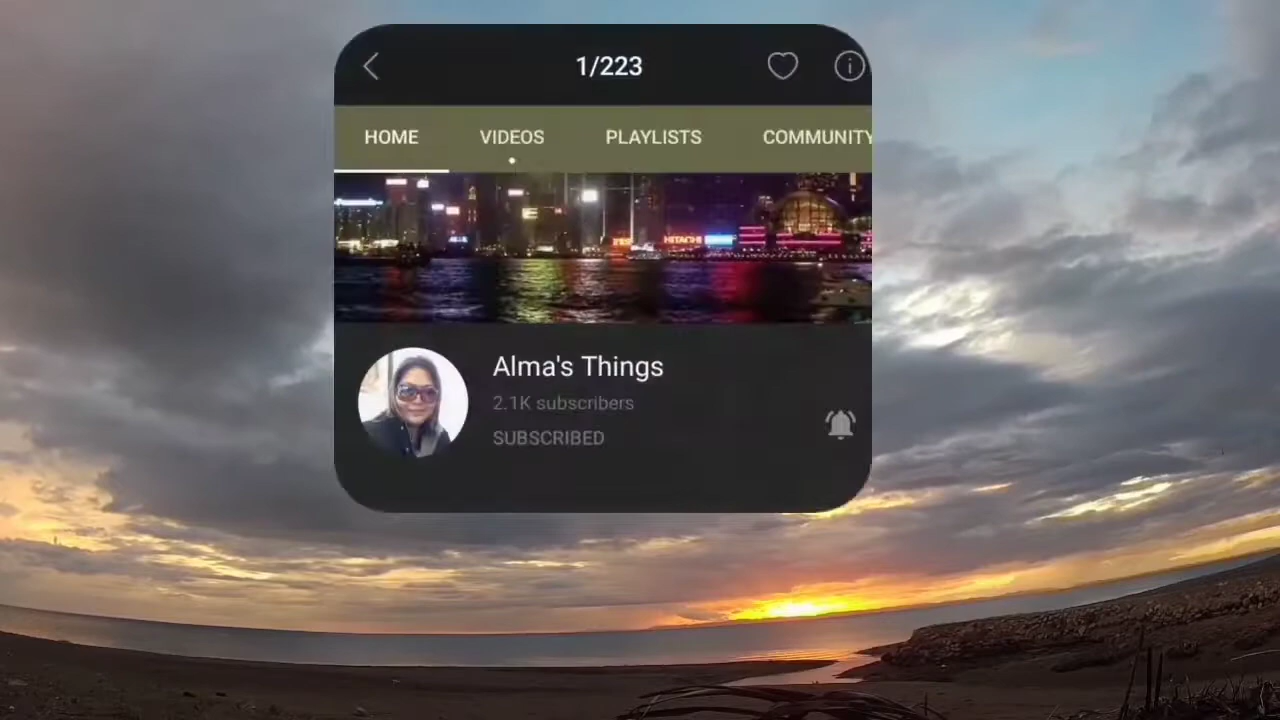 1/223
HOME VIDEOS PLAYLISTS COMMUNITY
HITACHI
Alma's Things
2.1K subscribers
SUBSCRIBED